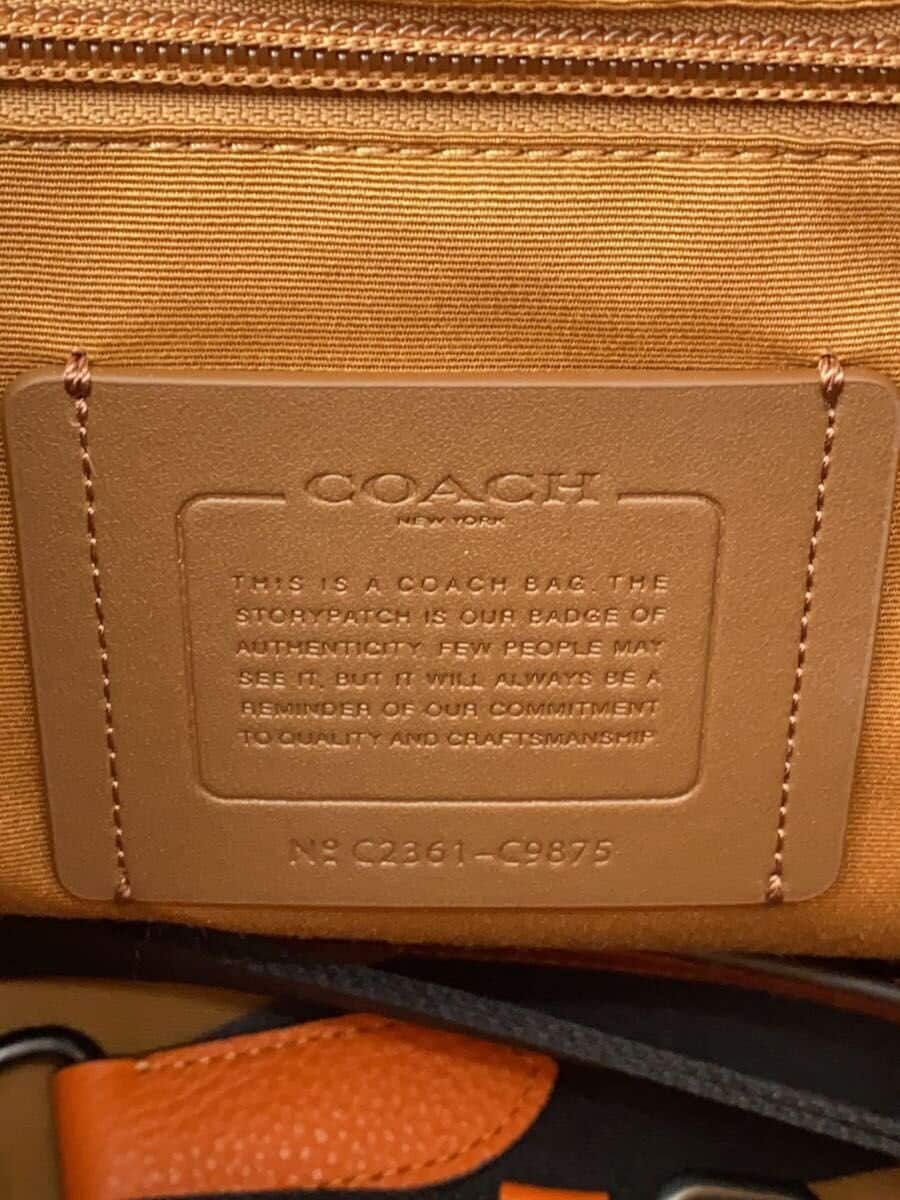 COACH
NEW YORK
THIS IS A COACH BAG. THE
STORYPATCH IS OUR BADGE OF
AUTHENTICITY. FEW PEOPLE MAY
SEE IT, BUT IT WILL ALWAYS BE A
REMINDER OF OUR COMMITMENT
TO QUALITY AND CRAFTSMANSHIP.
Nº C2361-C9875